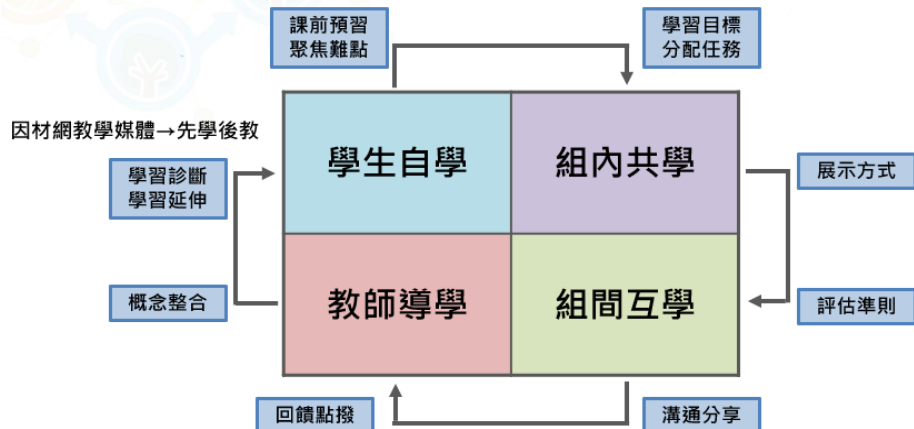 課前預習
聚焦難點
學習目標
分配任務
因材網教學媒體→先學後教
學生自學
組內共學
學習診斷
學習延伸
展示方式
概念整合
教師導學
組間互學
評估準則
回饋點撥
溝通分享